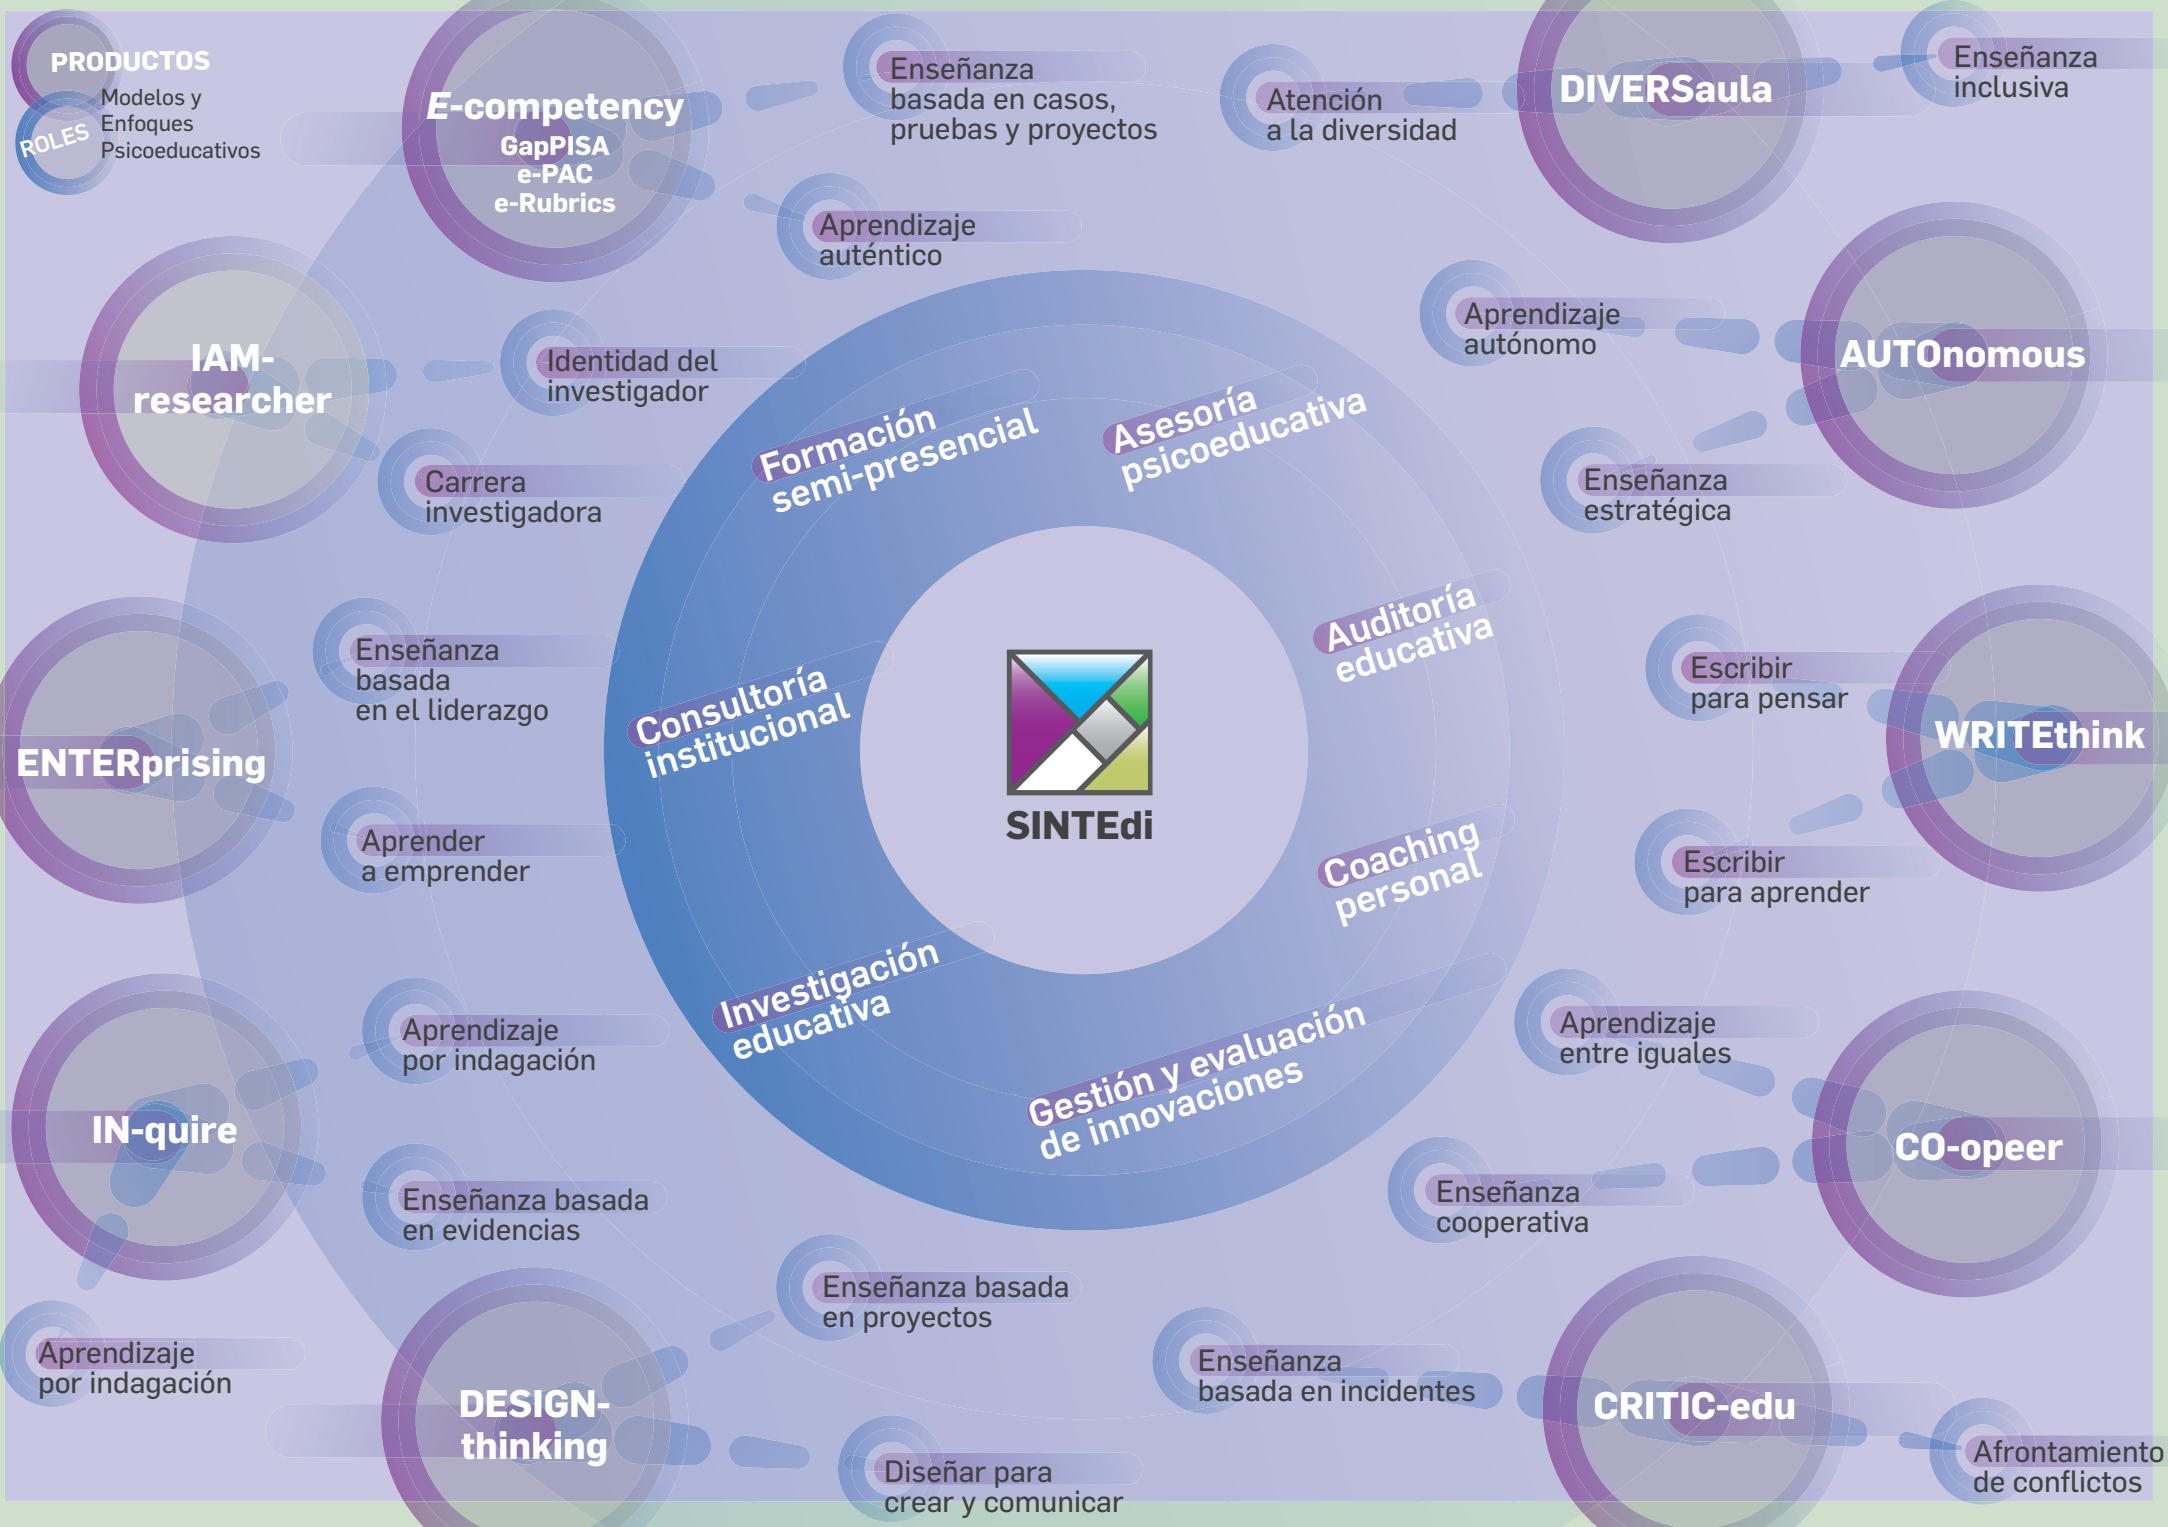 PRODUCTOS
Modelos y
Enfoques
Psicoeducativos
ROLES
E-competency
GapPISA
e-PAC
e-Rubrics
Enseñanza
basada en casos,
pruebas y proyectos
Aprendizaje
auténtico
Atención
a la diversidad
DIVERSaula
Enseñanza
inclusiva
IAM-
researcher
Identidad del
investigador
Carrera
investigadora
Aprendizaje
autónomo
AUTOnomous
Enseñanza
estratégica
Formación
semi-presencial
Asesoría
psicoeducativa
Auditoría
educativa
Consultoría
institucional
SINTEdi
Coaching
personal
Investigación
educativa
Gestión y evaluación
de innovaciones
ENTERprising
Enseñanza
basada
en el liderazgo
Aprender
a emprender
Escribir
para pensar
WRITEthink
Escribir
para aprender
IN-quire
Aprendizaje
por indagación
Enseñanza basada
en evidencias
Aprendizaje
por indagación
Aprendizaje
entre iguales
CO-opeer
Enseñanza
cooperativa
DESIGN-
thinking
Enseñanza basada
en proyectos
Diseñar para
crear y comunicar
Enseñanza
basada en incidentes
CRITIC-edu
Afrontamiento
de conflictos